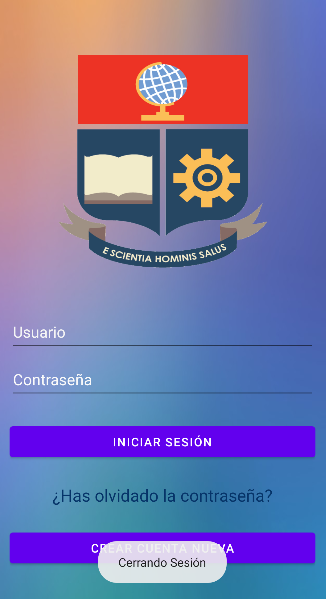 E SCIENTIA HOMINIS SALUS
Usuario
Contraseña
INICIAR SESIÓN
¿Has olvidado la contraseña?
CREAR CUENTA NUEVA
Cerrando Sesión